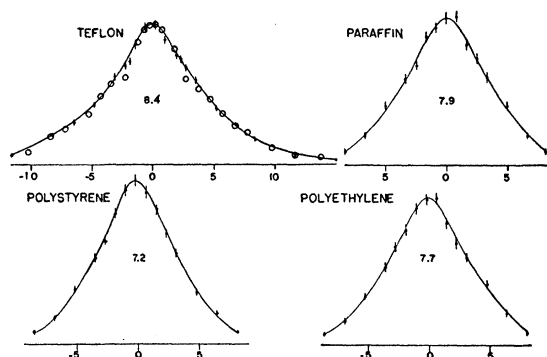 TEFLON
8.4
-10 -5 0 5 10
PARAFFIN
7.9
5 0 5
POLYSTYRENE
7.2
-5 0 5
POLYETHYLENE
7.7
-5 0 5